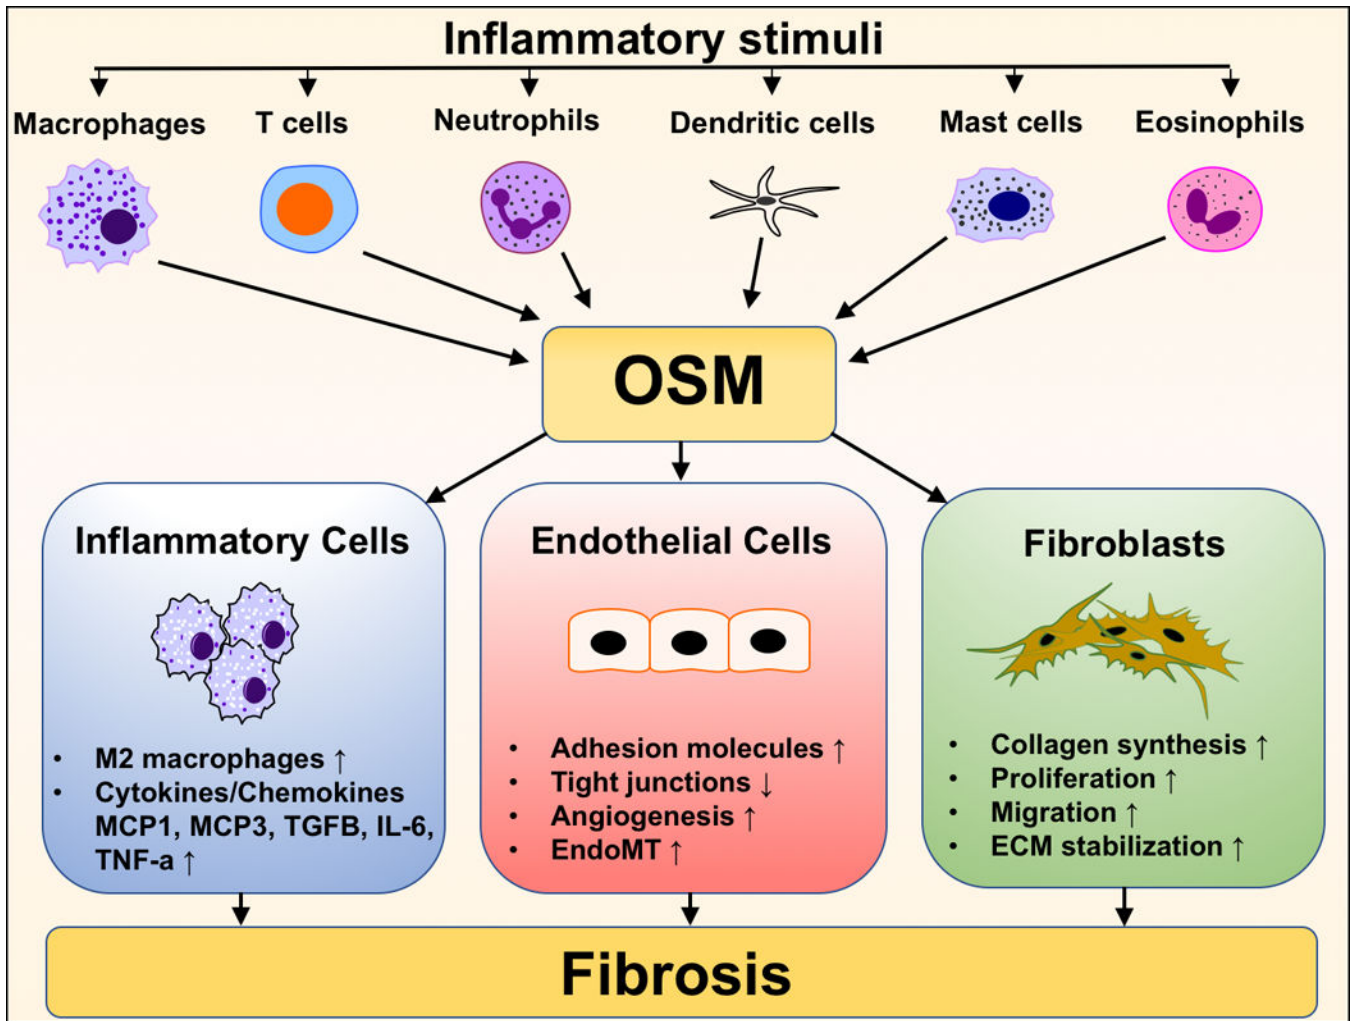 Inflammatory stimuli
Macrophages
T cells
Neutrophils
Dendritic cells
Mast cells
Eosinophils
OSM
Inflammatory Cells
• M2 macrophages ↑
• Cytokines/Chemokines
MCP1, MCP3, TGFB, IL-6,
TNF-a ↑
Endothelial Cells
• Adhesion molecules ↑
• Tight junctions ↓
• Angiogenesis ↑
• EndoMT ↑
Fibroblasts
• Collagen synthesis ↑
• Proliferation ↑
• Migration ↑
• ECM stabilization ↑
Fibrosis